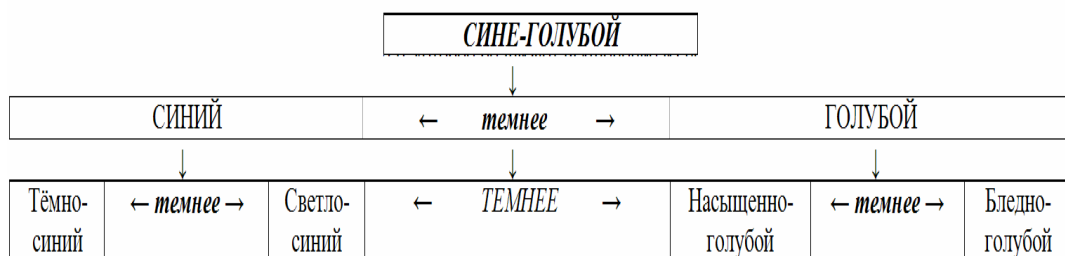 СИНЕ-ГОЛУБОЙ
СИНИЙ ← темнее → ГОЛУБОЙ
Тёмно- ← темнее → Светло- ← ТЕМНЕЕ → Насыщенно- ← темнее → Бледно-
синий синий голубой голубой